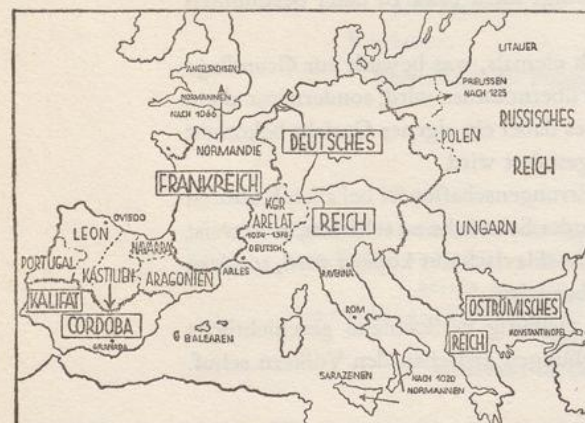 LITAUER
ANGELSACHSEN
NORMANNEN
NACH 1066
PREUSSEN
NACH 1225
RUSSISCHES
REICH
POLEN
NORMANDIE
DEUTSCHES
REICH
FRANKREICH
KGR
ARELAT
DEUTSCH
UNGARN
OVIEDO
LEON
NAVARRA
PORTUGAL
KASTILIEN
ARAGONIEN
ARLES
RAVENNA
KALIFAT
CORDOBA
GRANADA
BALEAREN
ROM
OSTRÖMISCHES
REICH
KONSTANTINOPEL
SARAZENEN
NACH 1020
NORMANNEN